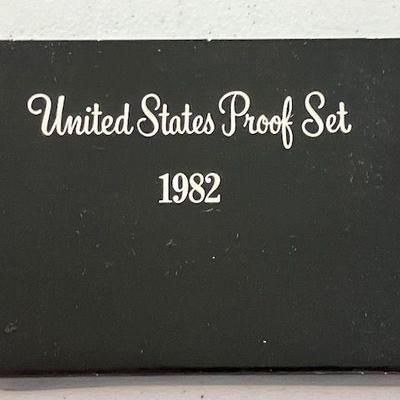 United States Proof Set
1982